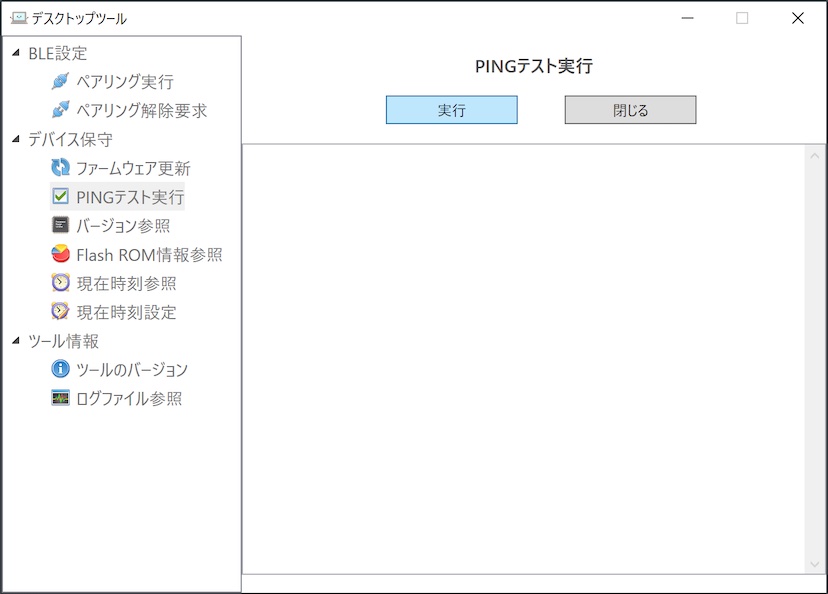 デスクトップツール
BLE設定
ペアリング実行
ペアリング解除要求
デバイス保守
ファームウェア更新
PINGテスト実行
バージョン参照
Flash ROM情報参照
現在時刻参照
現在時刻設定
ツール情報
ツールのバージョン
ログファイル参照
PINGテスト実行
実行
閉じる